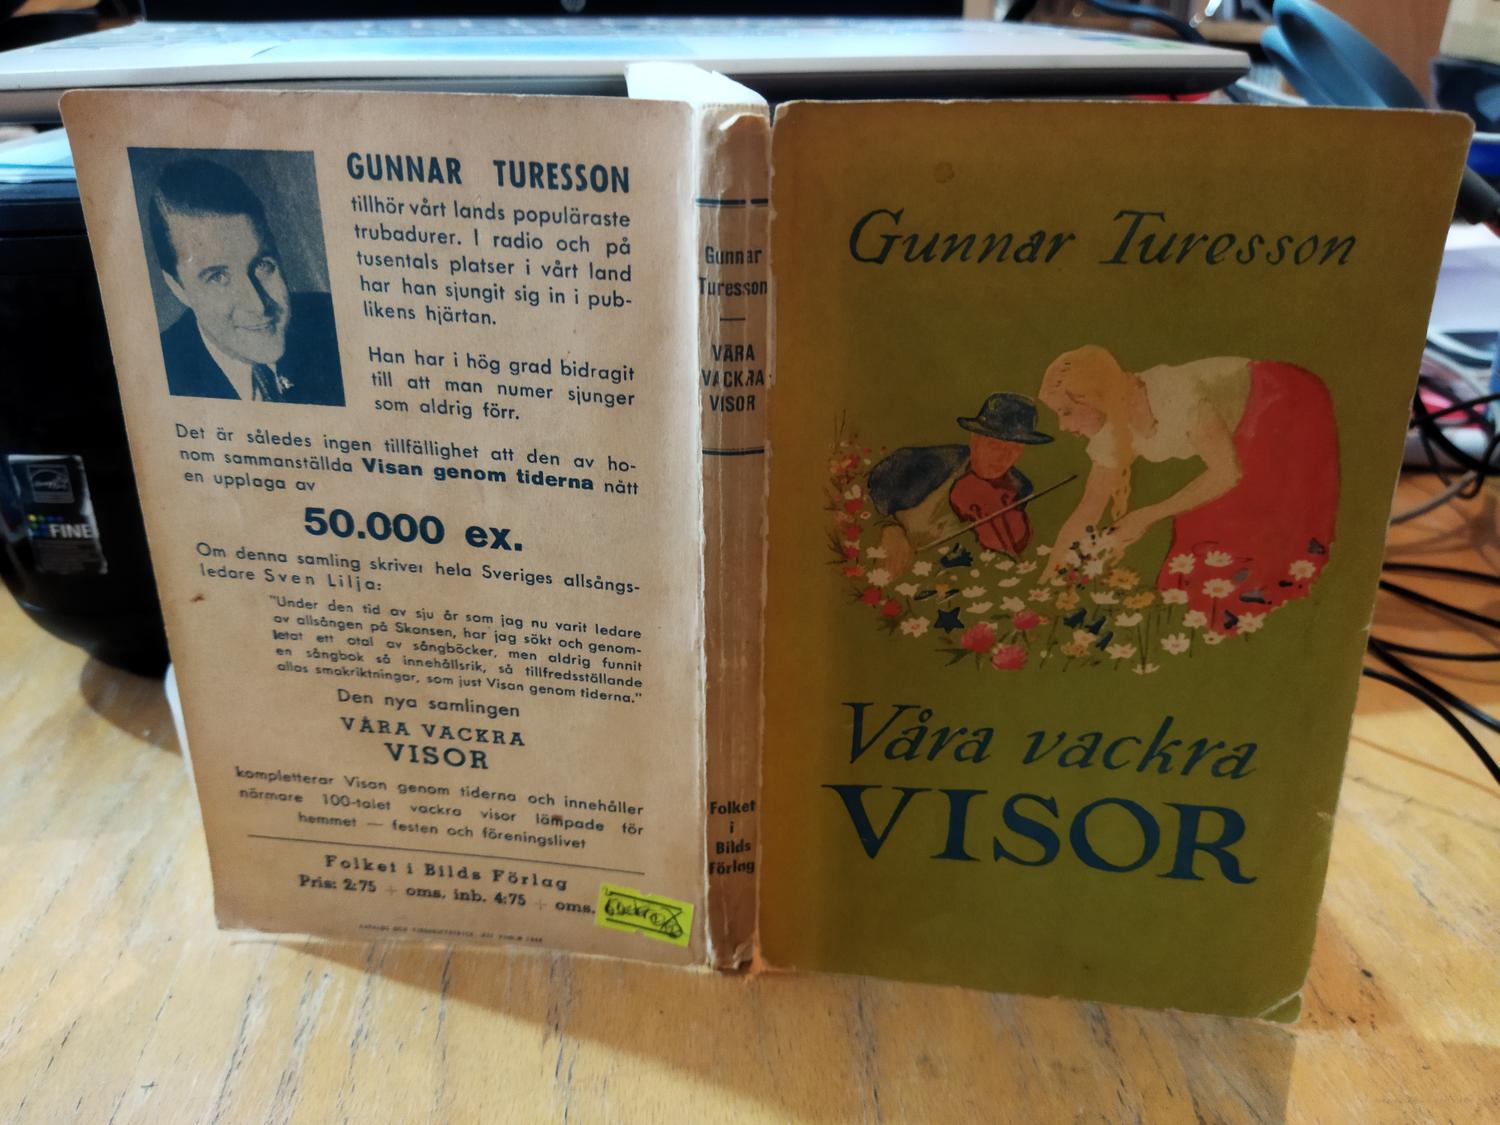 GUNNAR TURESSON
tillhör vårt lands populäraste
trubadurer. I radio och på
tusentals platser i vårt land
har han sjungit sig in i pub-
likens hjärtan.
Han har i hög grad bidragit
till att man numer sjunger
som aldrig förr.
Det är således ingen tillfällighet att den av ho-
nom sammanställda Visan genom tiderna nått
en upplaga av
50.000 ex.
Om denna samling skriver hela Sveriges allsångs-
ledare Sven Lilja:
"Under den tid av sju år som jag nu varit ledare
av allsången på Skansen, har jag sökt och genom-
letat ett otal av sångböcker, men aldrig funnit
en sångbok så innehållsrik, så tillfredsställande
allas smakriktningar, som just Visan genom tiderna."
Den nya samlingen
VÅRA VACKRA
VISOR
kompletterar Visan genom tiderna och innehåller
närmare 100-talet vackra visor lämpade för
hemmet — festen och föreningslivet
Folket i Bilds Förlag
Pris: 2:75 + oms. inb. 4:75 + oms.
Gunnar
Turesson
VÅRA
VACKRA
VISOR
Folket
i
Bilds
Förlag
Gunnar Turesson
Våra vackra
VISOR
FINE